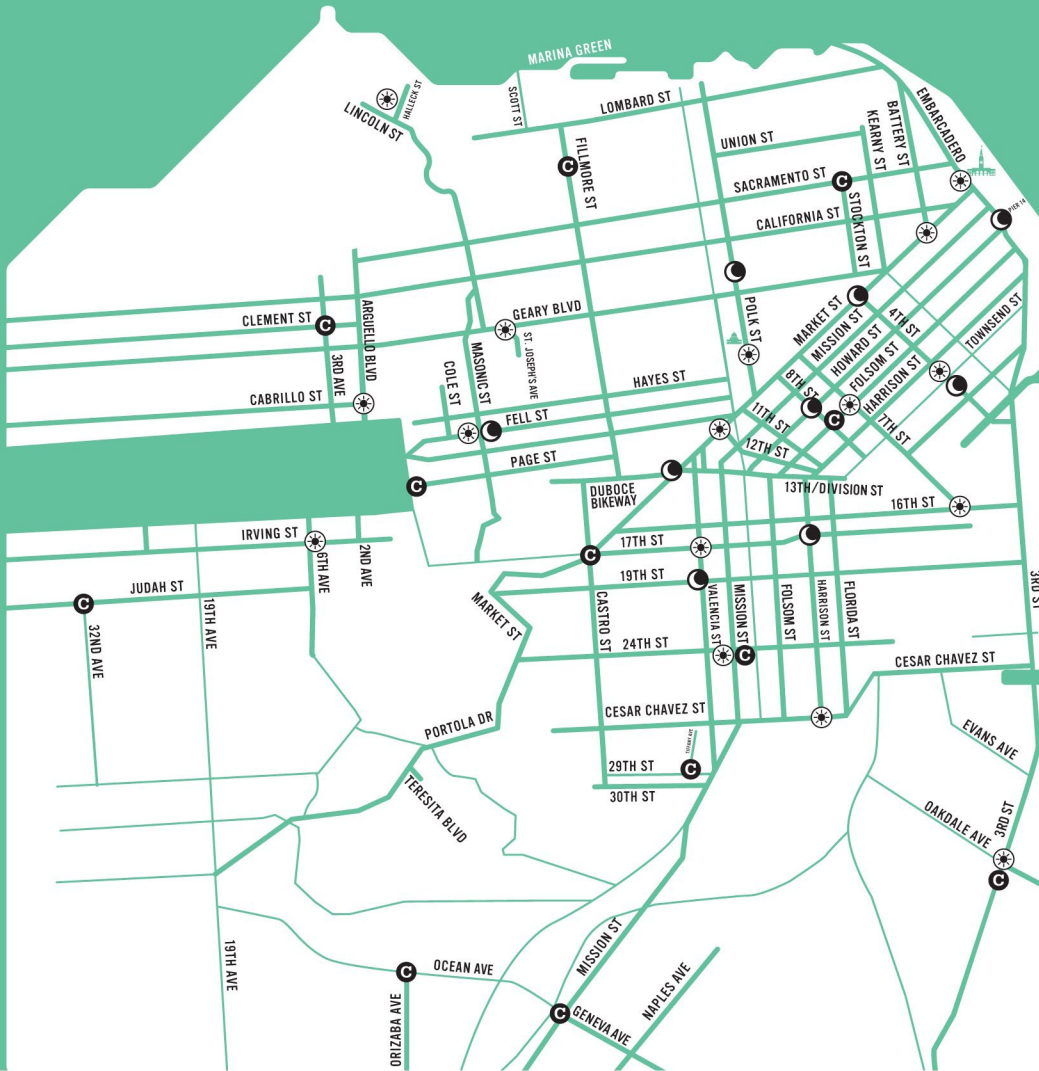 MARINA GREEN
SCOTT ST
HALLECK ST
LINCOLN ST
LOMBARD ST
FILLMORE ST
UNION ST
KEARNY ST
BATTERY ST
EMBARCADERO
SACRAMENTO ST
C
C
STOCKTON ST
PIER 14
CALIFORNIA ST
CLEMENT ST
C
ARGUELLO BLVD
3RD AVE
GEARY BLVD
ST. JOSEPH'S AVE
MASONIC ST
COLE ST
POLK ST
MARKET ST
MISSION ST
HOWARD ST
FOLSOM ST
HARRISON ST
4TH ST
TOWNSEND ST
8TH ST
7TH ST
C
11TH ST
12TH ST
CABRILLO ST
HAYES ST
FELL ST
PAGE ST
C
DUBOCE
BIKEWAY
13TH/DIVISION ST
16TH ST
IRVING ST
6TH AVE
2ND AVE
17TH ST
C
JUDAH ST
C
32ND AVE
19TH AVE
19TH ST
MARKET ST
CASTRO ST
VALENCIA ST
MISSION ST
FOLSOM ST
HARRISON ST
FLORIDA ST
3RD ST
24TH ST
C
CESAR CHAVEZ ST
CESAR CHAVEZ ST
PORTOLA DR
TIFFANY AVE
29TH ST
C
30TH ST
TERESITA BLVD
EVANS AVE
OAKDALE AVE
3RD ST
C
19TH AVE
OCEAN AVE
C
ORIZABA AVE
MISSION ST
NAPLES AVE
C
GENEVA AVE